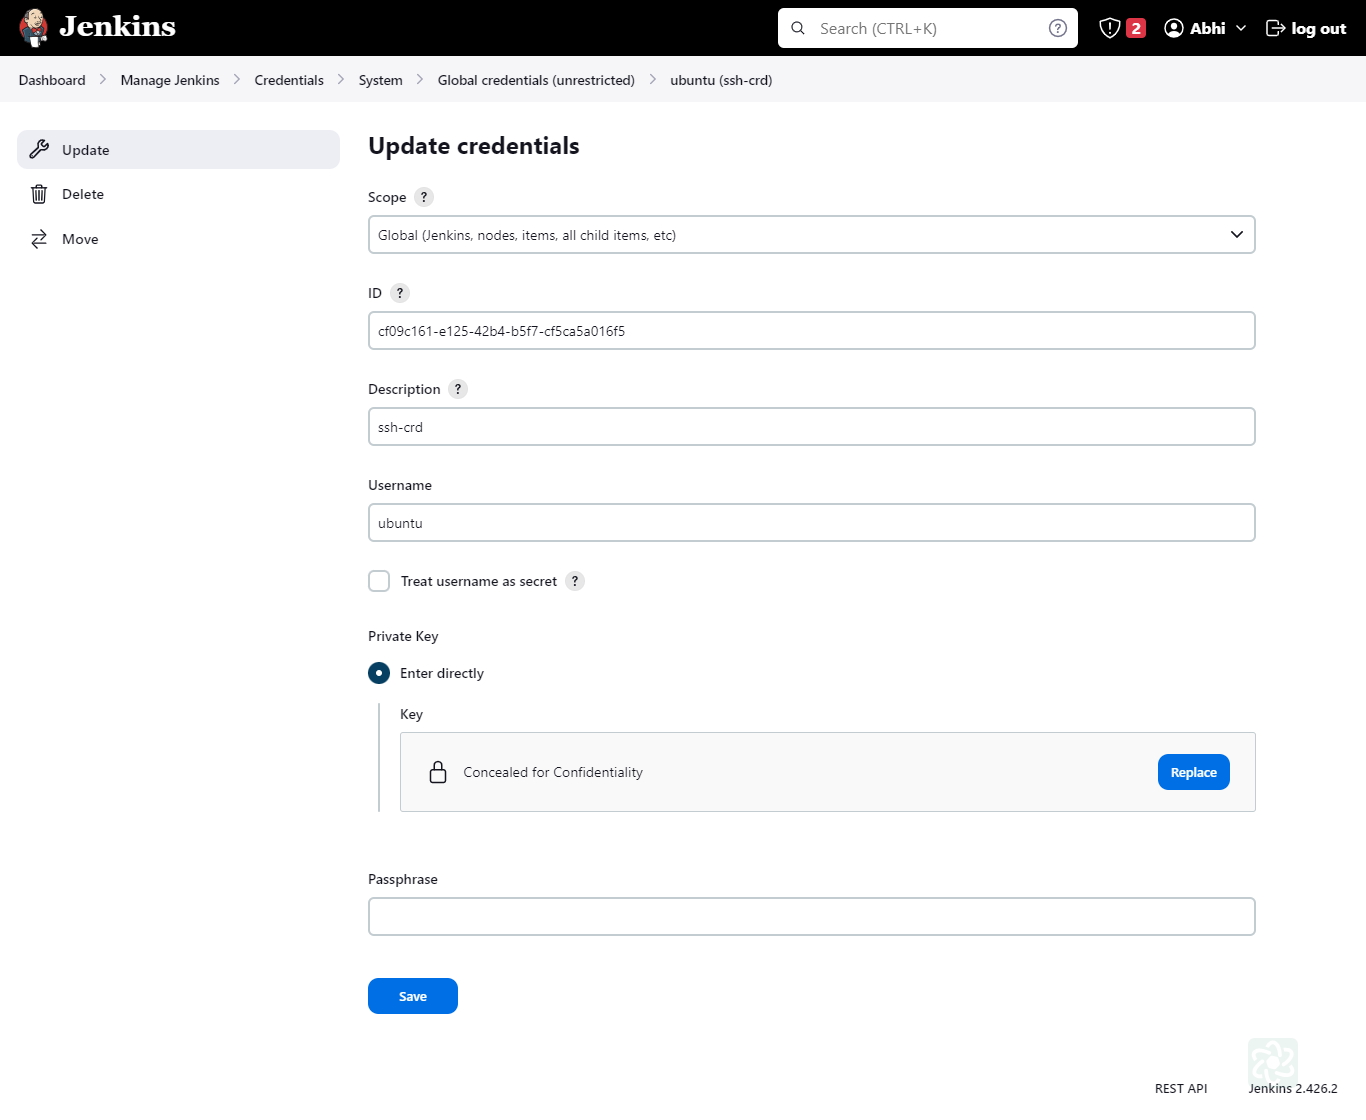 Jenkins
Search (CTRL+K)
?
2
Abhi
log out
Dashboard
Manage Jenkins
Credentials
System
Global credentials (unrestricted)
ubuntu (ssh-crd)
Update
Delete
Move
Update credentials
Scope ?
Global (Jenkins, nodes, items, all child items, etc)
ID ?
cf09c161-e125-42b4-b5f7-cf5ca5a016f5
Description ?
ssh-crd
Username
ubuntu
Treat username as secret ?
Private Key
Enter directly
Key
Concealed for Confidentiality
Replace
Passphrase
Save
REST API
Jenkins 2.426.2